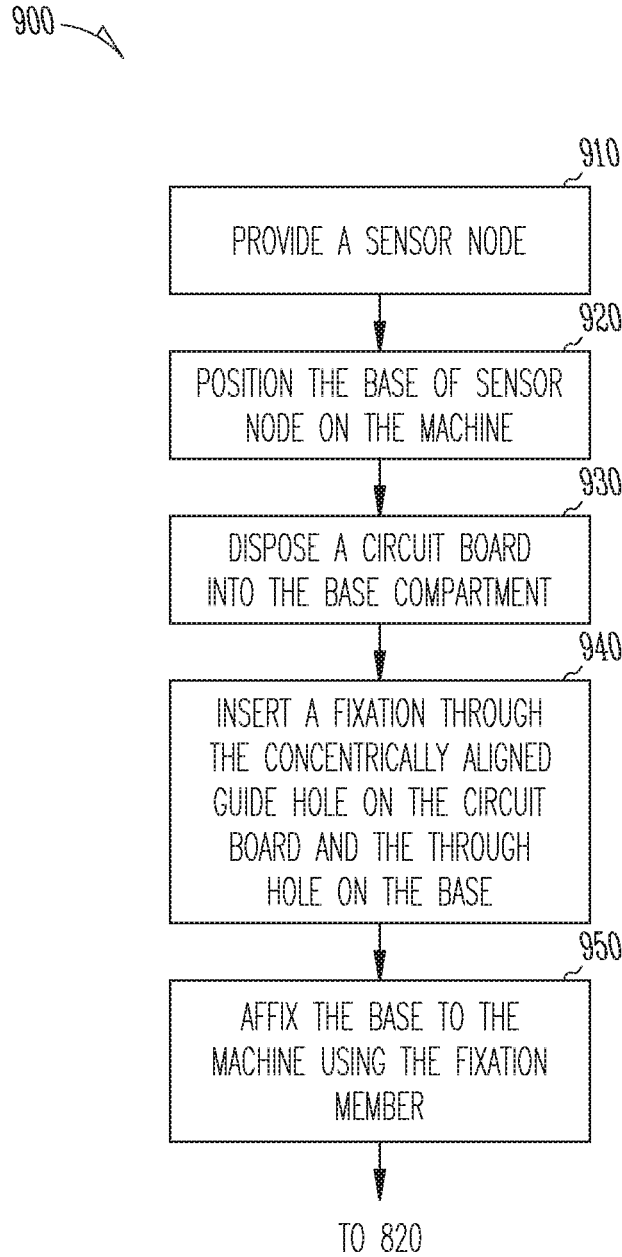 900
910
PROVIDE A SENSOR NODE
920
POSITION THE BASE OF SENSOR
NODE ON THE MACHINE
930
DISPOSE A CIRCUIT BOARD
INTO THE BASE COMPARTMENT
940
INSERT A FIXATION THROUGH
THE CONCENTRICALLY ALIGNED
GUIDE HOLE ON THE CIRCUIT
BOARD AND THE THROUGH
HOLE ON THE BASE
950
AFFIX THE BASE TO THE
MACHINE USING THE FIXATION
MEMBER
TO 820